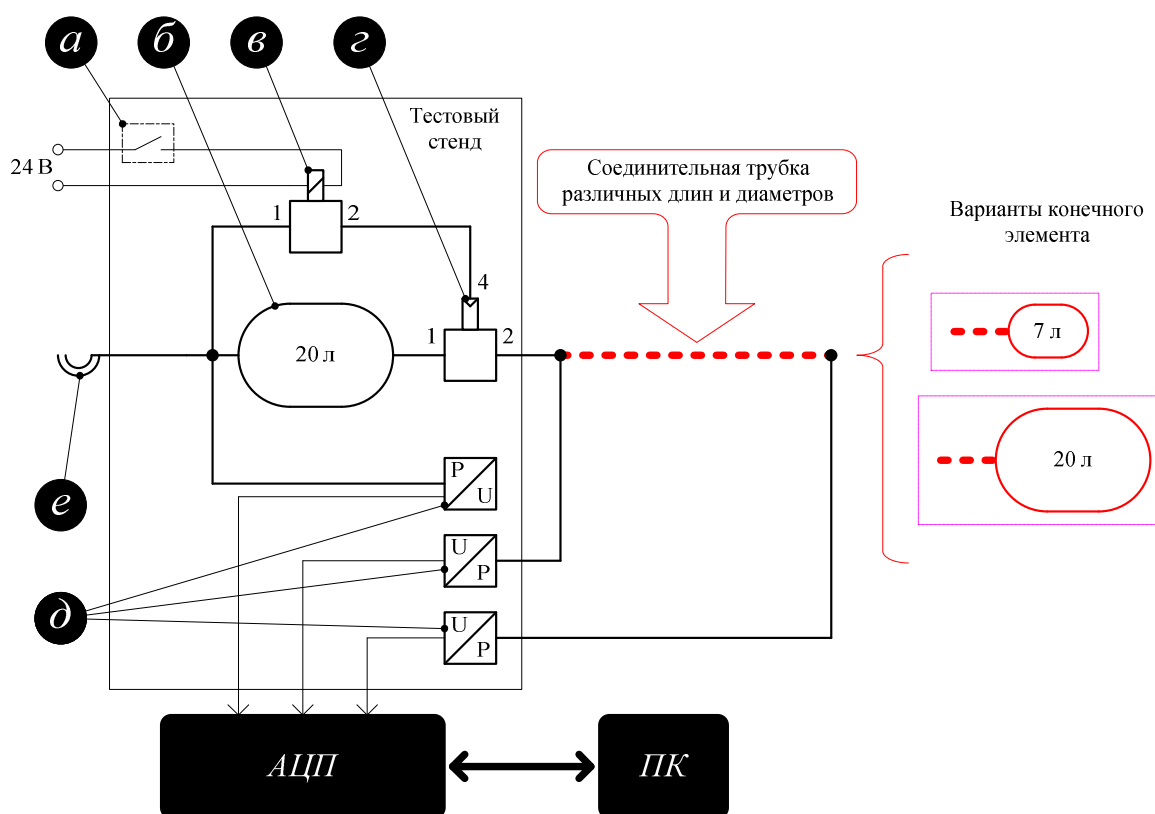 а б в г
Тестовый
стенд
24 В
1 2
4
20 л
1 2
Соединительная трубка
различных длин и диаметров
Варианты конечного
элемента
7 л
20 л
е
P
U
U
P
д
U
P
АЦП
ПК